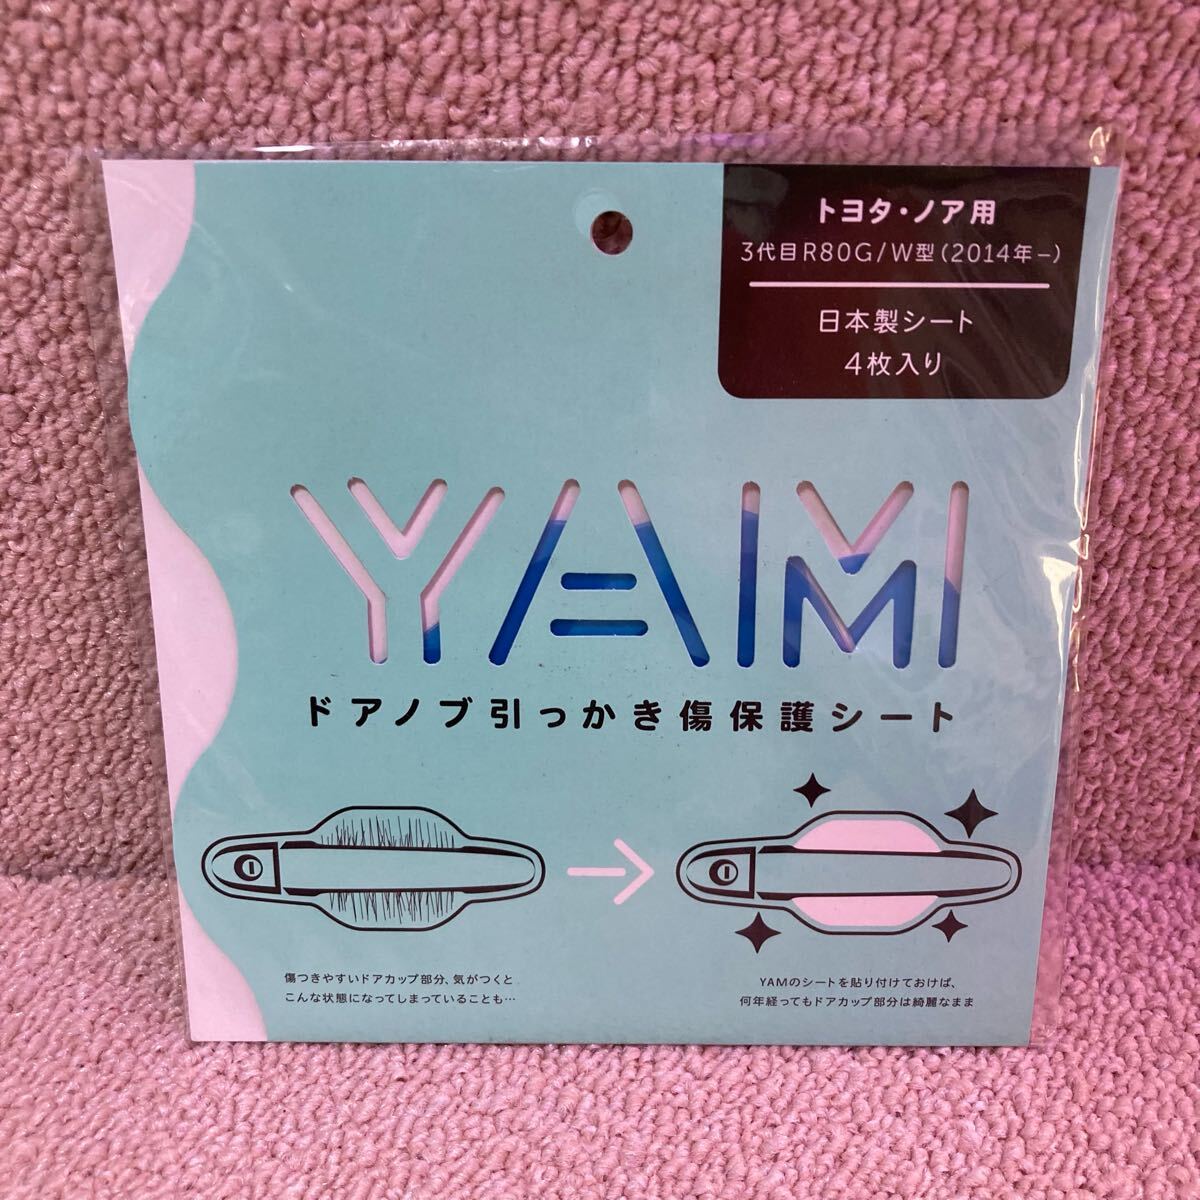 トヨタ・ノア用
3代目R80G/W型(2014年-)
日本製シート
4枚入り
YAM
ドアノブ引っかき傷保護シート
傷つきやすいドアカップ部分、気がつくと
こんな状態になってしまっていることも…
YAMのシートを貼り付けておけば、
何年経ってもドアカップ部分は綺麗なまま